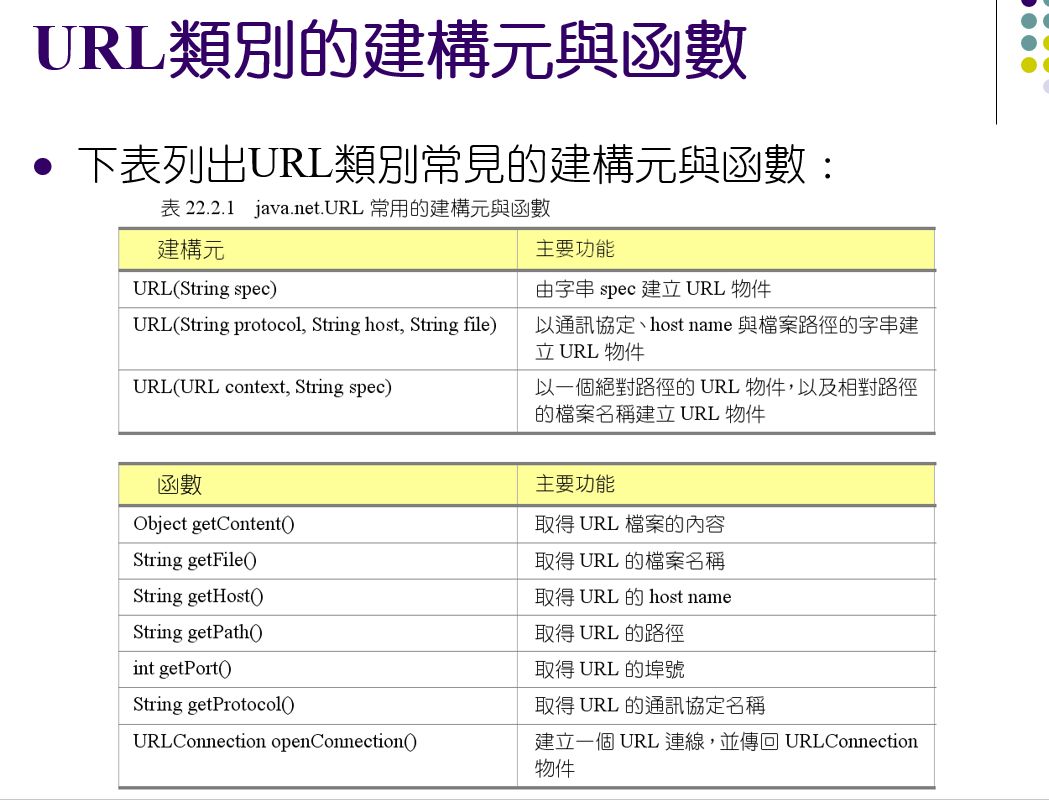 URL類別的建構元與函數
下表列出URL類別常見的建構元與函數：
表 22.2.1 java.net.URL 常用的建構元與函數
建構元 主要功能
URL(String spec) 由字串 spec 建立 URL 物件
URL(String protocol, String host, String file) 以通訊協定、host name 與檔案路徑的字串建
立 URL 物件
URL(URL context, String spec) 以一個絕對路徑的 URL 物件，以及相對路徑
的檔案名稱建立 URL 物件
函數 主要功能
Object getContent() 取得 URL 檔案的內容
String getFile() 取得 URL 的檔案名稱
String getHost() 取得 URL 的 host name
String getPath() 取得 URL 的路徑
int getPort() 取得 URL 的埠號
String getProtocol() 取得 URL 的通訊協定名稱
URLConnection openConnection() 建立一個 URL 連線，並傳回 URLConnection
物件